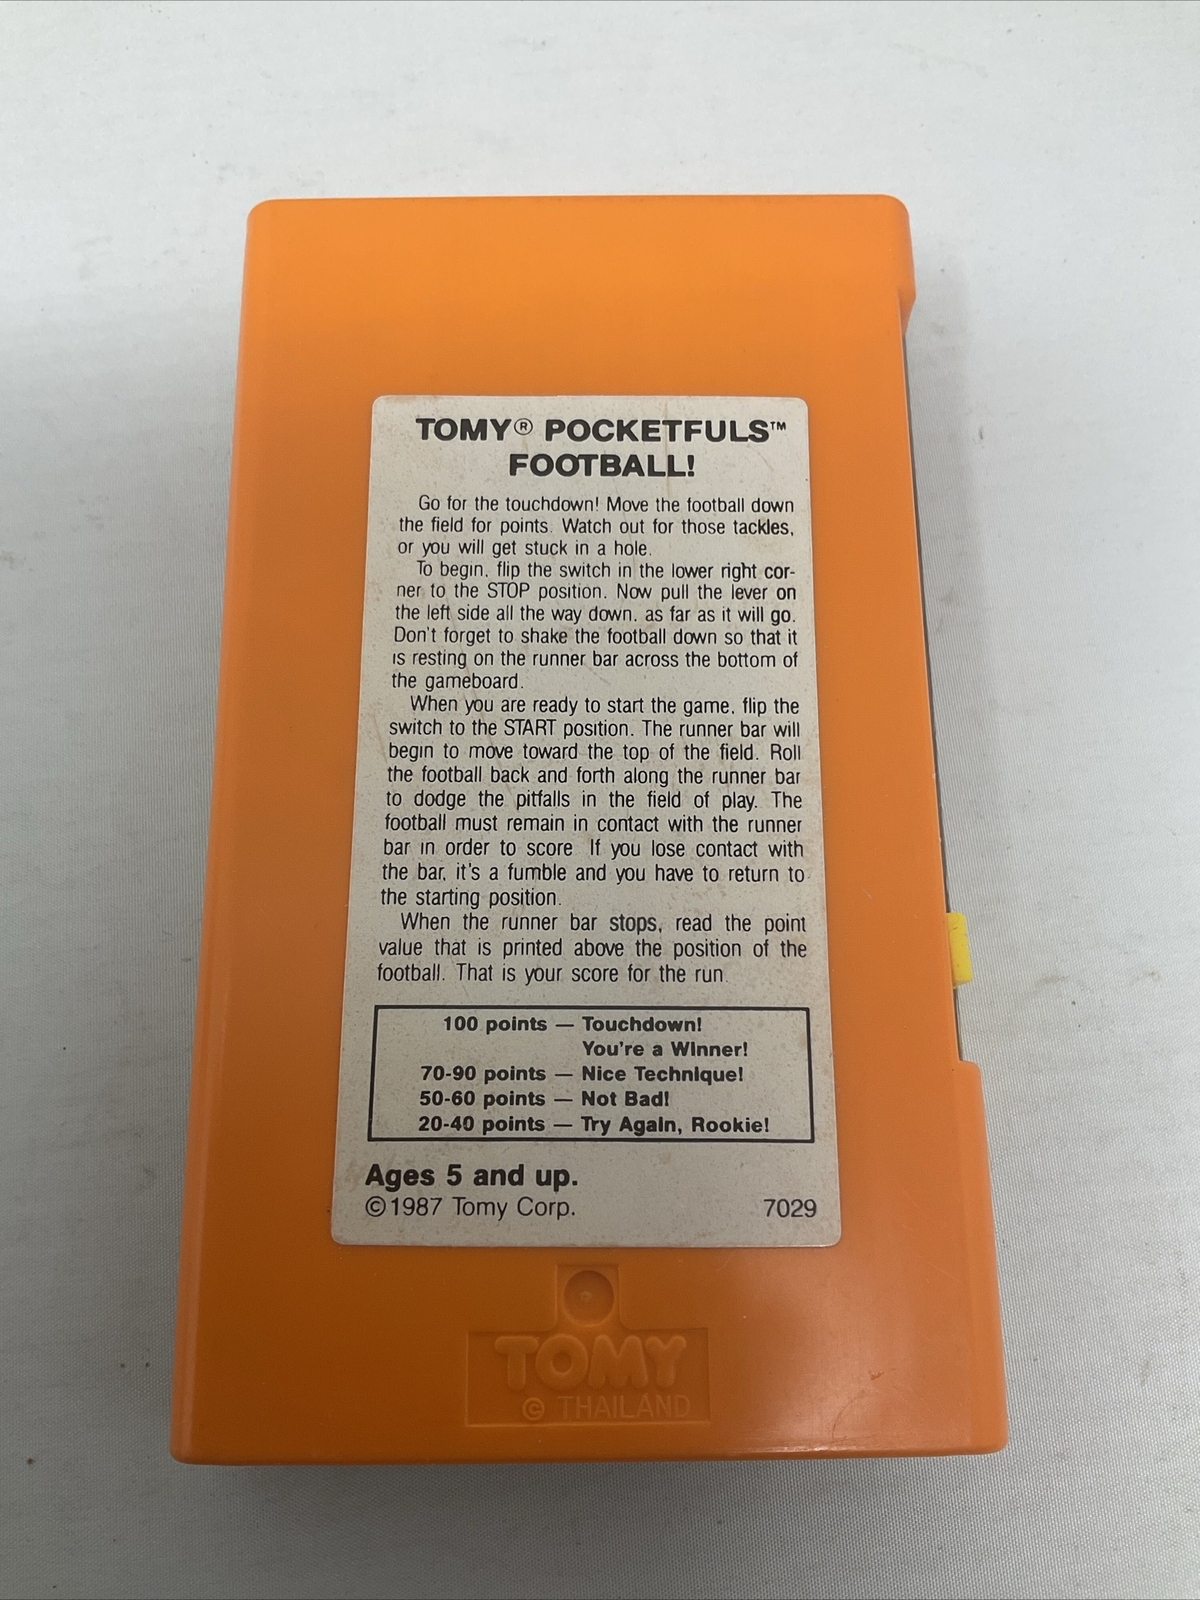 TOMY® POCKETFULS™
FOOTBALL!
Go for the touchdown! Move the football down
the field for points. Watch out for those tackles,
or you will get stuck in a hole.
To begin, flip the switch in the lower right cor-
ner to the STOP position. Now pull the lever on
the left side all the way down, as far as it will go.
Don't forget to shake the football down so that it
is resting on the runner bar across the bottom of
the gameboard.
When you are ready to start the game, flip the
switch to the START position. The runner bar will
begin to move toward the top of the field. Roll
the football back and forth along the runner bar
to dodge the pitfalls in the field of play. The
football must remain in contact with the runner
bar in order to score. If you lose contact with
the bar, it's a fumble and you have to return to
the starting position.
When the runner bar stops, read the point
value that is printed above the position of the
football. That is your score for the run.
100 points — Touchdown!
You're a Winner!
70-90 points — Nice Technique!
50-60 points — Not Bad!
20-40 points — Try Again, Rookie!
Ages 5 and up.
©1987 Tomy Corp. 7029
TOMY
© THAILAND